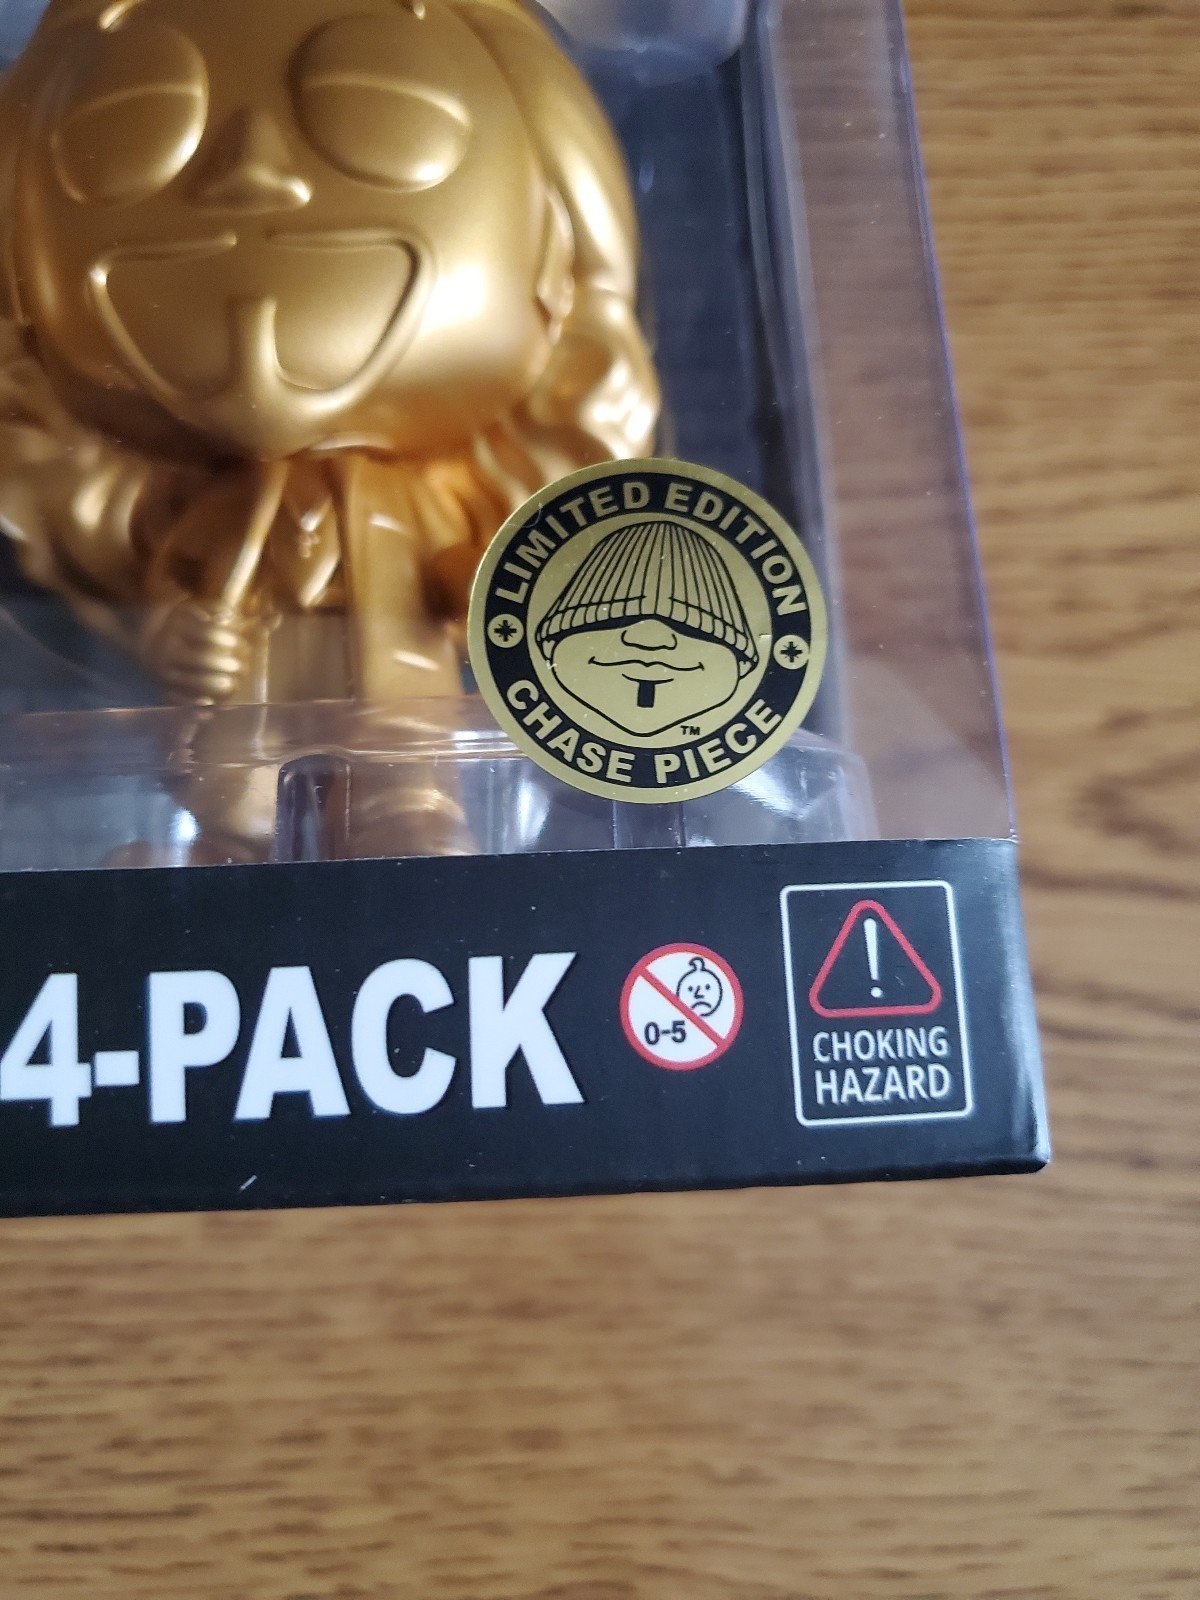 LIMITED EDITION
CHASE PIECE
TM
4-PACK
0-5
CHOKING
HAZARD